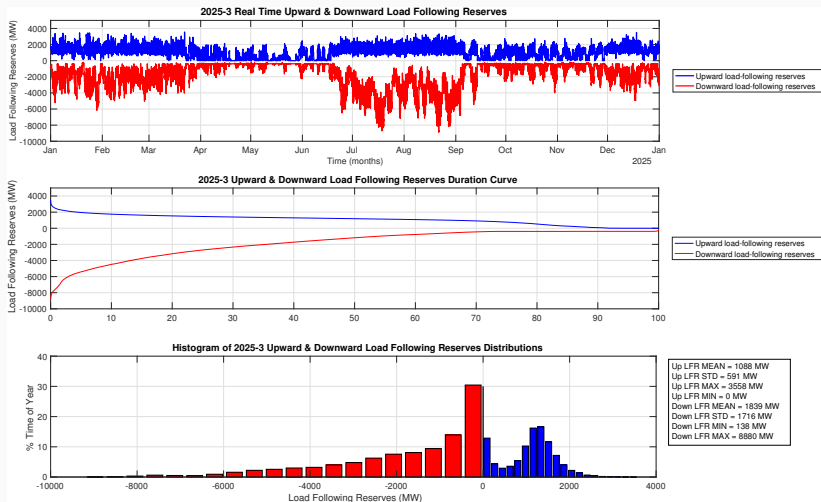 2025-3 Real Time Upward & Downward Load Following Reserves
Load Following Reserves (MW)
4000
2000
0
-2000
-4000
-6000
-8000
-10000
Jan Feb Mar Apr May Jun Jul Aug Sep Oct Nov Dec Jan
Time (months)
2025
Upward load-following reserves
Downward load-following reserves
2025-3 Upward & Downward Load Following Reserves Duration Curve
Load Following Reserves (MW)
4000
2000
0
-2000
-4000
-6000
-8000
-10000
0 10 20 30 40 50 60 70 80 90 100
Upward load-following reserves
Downward load-following reserves
Histogram of 2025-3 Upward & Downward Load Following Reserves Distributions
% Time of Year
40
30
20
10
0
-10000 -8000 -6000 -4000 -2000 0 2000 4000
Load Following Reserves (MW)
Up LFR MEAN = 1088 MW
Up LFR STD = 591 MW
Up LFR MAX = 3558 MW
Up LFR MIN = 0 MW
Down LFR MEAN = 1839 MW
Down LFR STD = 1716 MW
Down LFR MIN = 138 MW
Down LFR MAX = 8880 MW